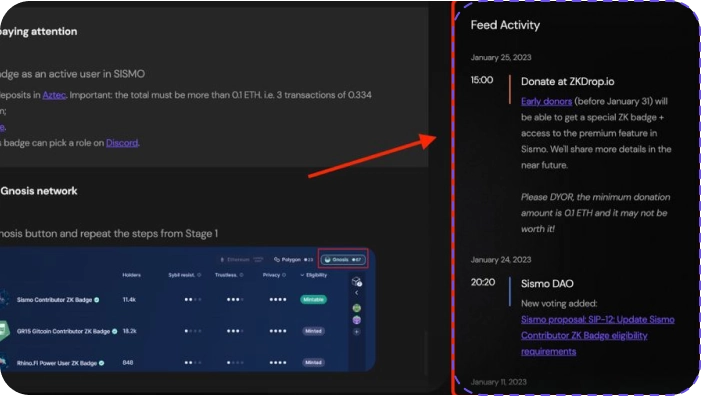 paying attention
adge as an active user in SISMO
deposits in Aztec. Important: the total must be more than 0.1 ETH. i.e. 3 transactions of 0.334
n;
e.
s badge can pick a role on Discord.
Gnosis network
nosis button and repeat the steps from Stage 1
Ethereum
Polygon
Gnosis
Holders
Sybil resist.
Trustless.
Privacy
Eligibility
Sismo Contributor ZK Badge
11.4k
Mintable
GR15 Gitcoin Contributor ZK Badge
18.2k
Minted
Rhino.Fi Power User ZK Badge
848
Minted
Feed Activity
January 25, 2023
15:00
Donate at ZKDrop.io
Early donors (before January 31) will
be able to get a special ZK badge +
access to the premium feature in
Sismo. We'll share more details in the
near future.
Please DYOR, the minimum donation
amount is 0.1 ETH and it may not be
worth it!
January 24, 2023
20:20
Sismo DAO
New voting added:
Sismo proposal: SIP-12: Update Sismo
Contributor ZK Badge eligibility
requirements
January 11, 2023